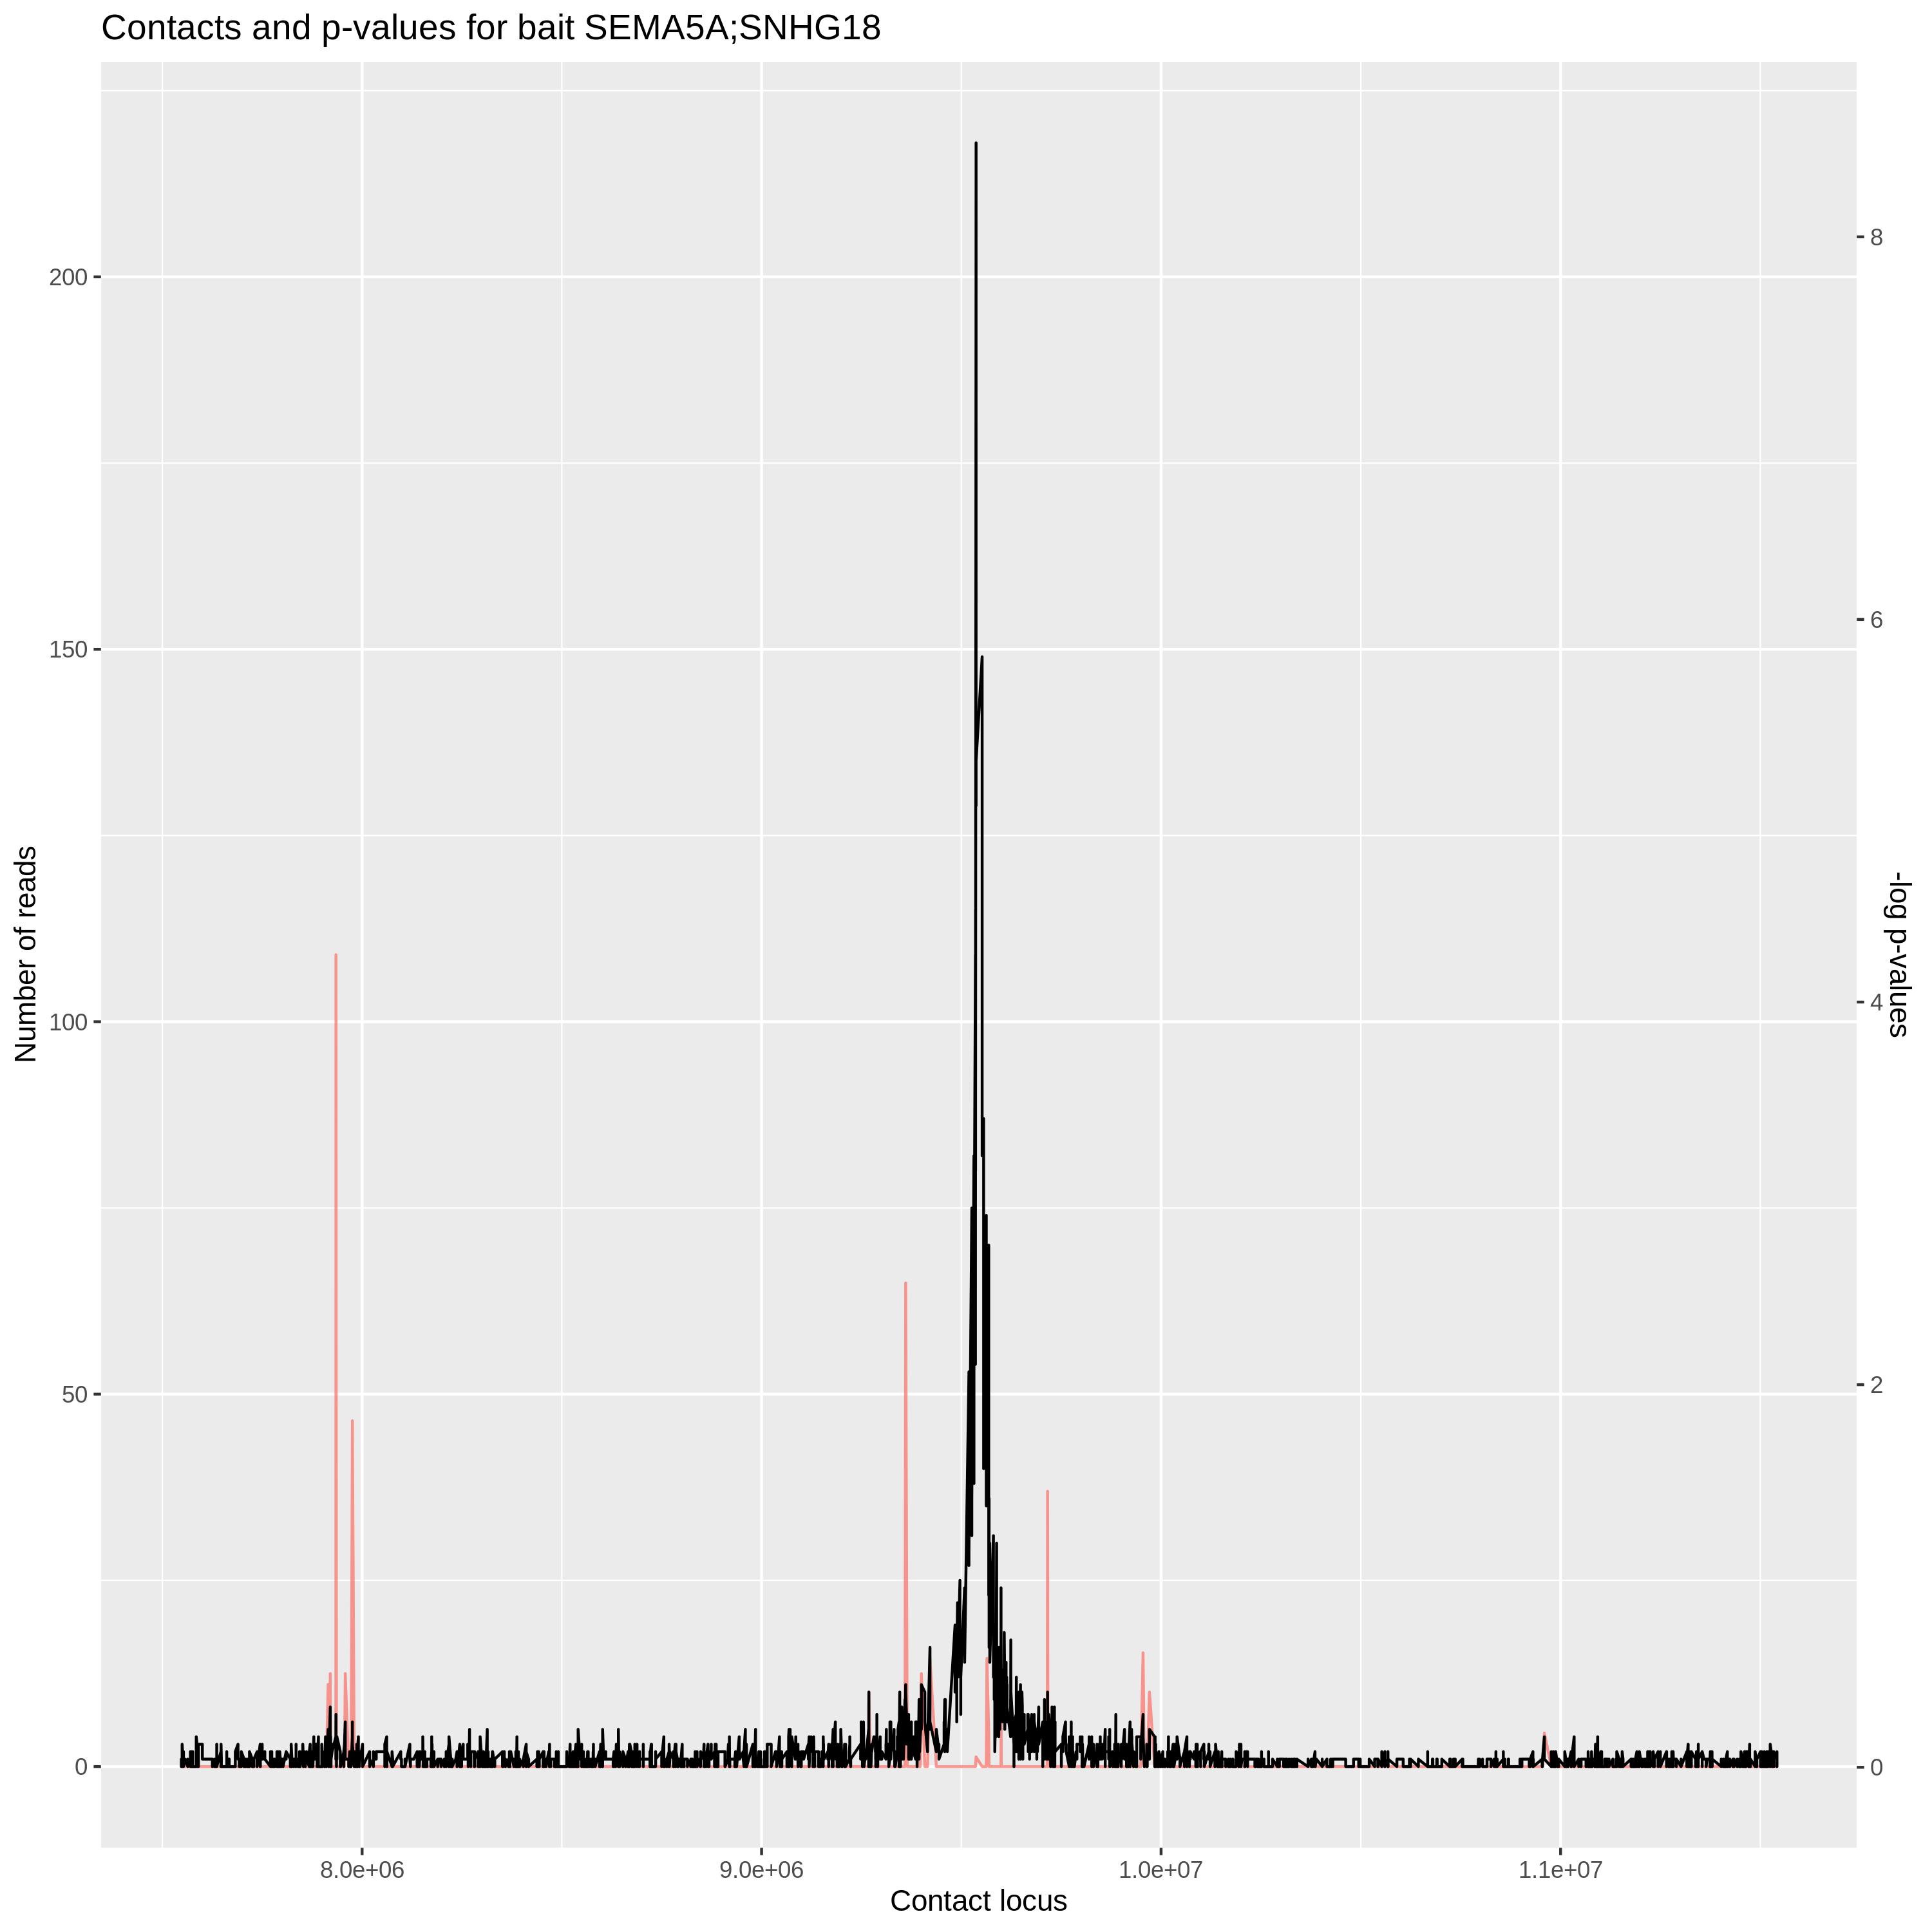 Contacts and p-values for bait SEMA5A;SNHG18
200
150
100
50
0
Number of reads
8
6
4
2
0
-log p-values
8.0e+06
9.0e+06
1.0e+07
1.1e+07
Contact locus